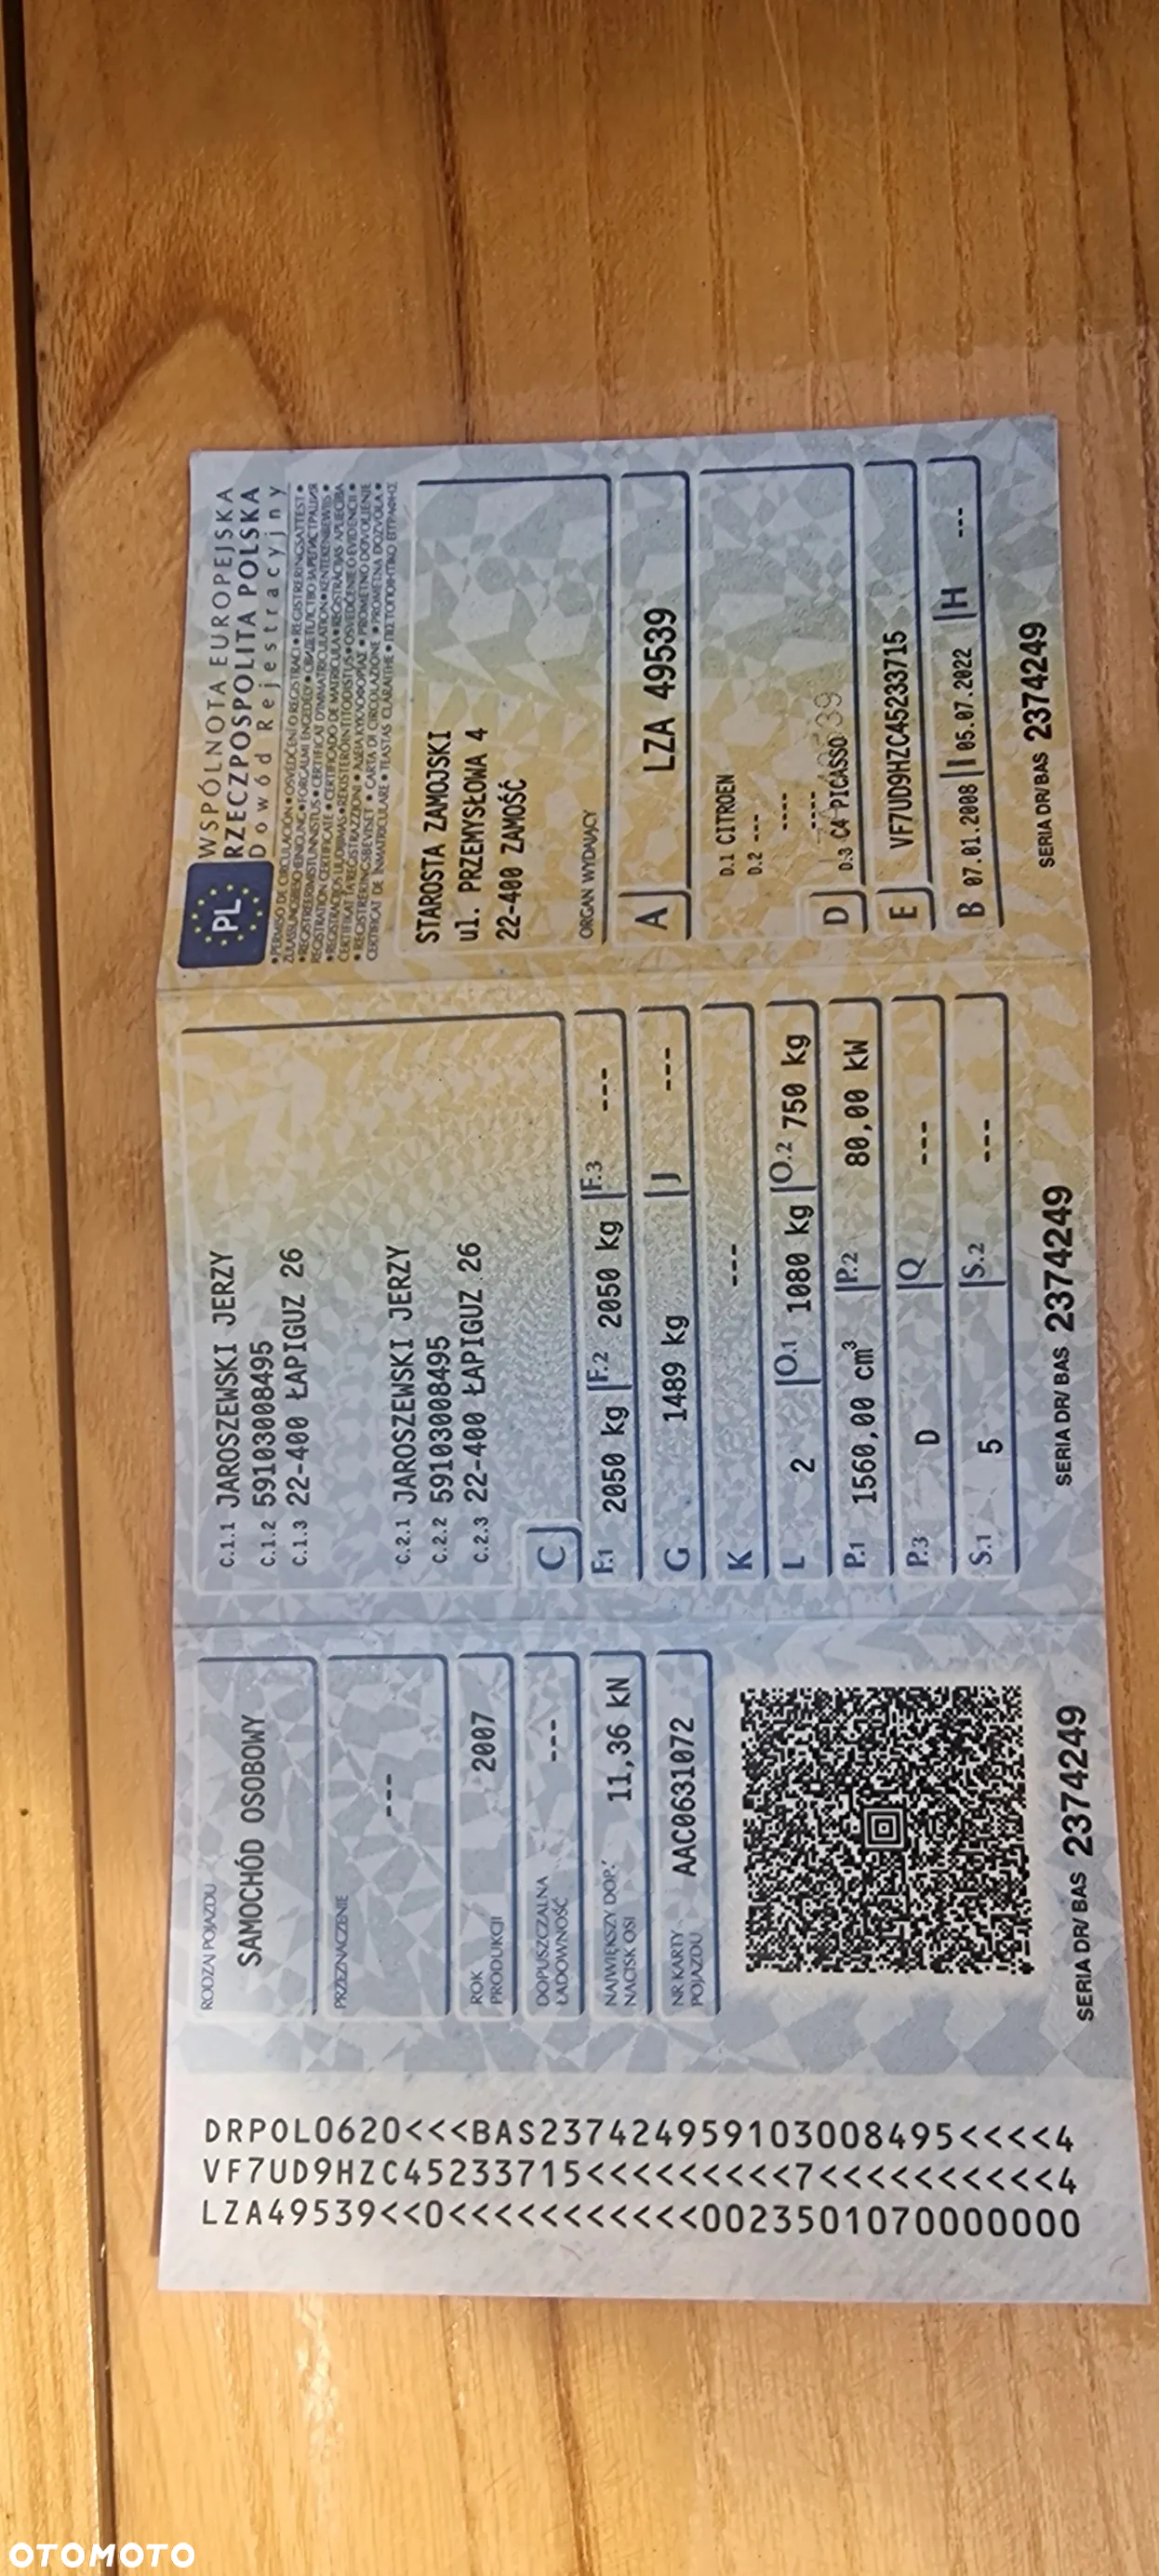 PL
WSPÓLNOTA EUROPEJSKA
RZECZPOSPOLITA POLSKA
Dowód Rejestracyjny
STAROSTA ZAMOJSKI
ul. PRZEMYSŁOWA 4
22-400 ZAMOŚĆ
ORGAN WYDAJĄCY
A LZA 49539
D.1 CITROEN
D.2 ---
----
----
D D.3 C4 PICASSO
E VF7UD9HZC45233715
B 07.01.2008 I 05.07.2022 H ---
SERIA DR/BAS 2374249
C.1.1 JAROSZEWSKI JERZY
C.1.2 59103008495
C.1.3 22-400 ŁAPIGUZ 26
C.2.1 JAROSZEWSKI JERZY
C.2.2 59103008495
C.2.3 22-400 ŁAPIGUZ 26
C
F.1 2050 kg F.2 2050 kg F.3 ---
G 1489 kg J ---
K ---
L 2 O.1 1080 kg O.2 750 kg
P.1 1560,00 cm³ P.2 80,00 kW
P.3 D Q ---
S.1 5 S.2 ---
SERIA DR/BAS 2374249
RODZAJ POJAZDU
SAMOCHÓD OSOBOWY
PRZEZNACZENIE
---
ROK
PRODUKCJI 2007
DOPUSZCZALNA
ŁADOWNOŚĆ ---
NAJWIĘKSZY DOP.
NACISK OSI 11,36 kN
NR KARTY
POJAZDU AAC0631072
SERIA DR/BAS 2374249
DRPOL0620<<<BAS237424959103008495<<<<4
VF7UD9HZC45233715<<<<<<<<<7<<<<<<<<<<<4
LZA49539<<0<<<<<<<<<<<0023501070000000
OTOMOTO